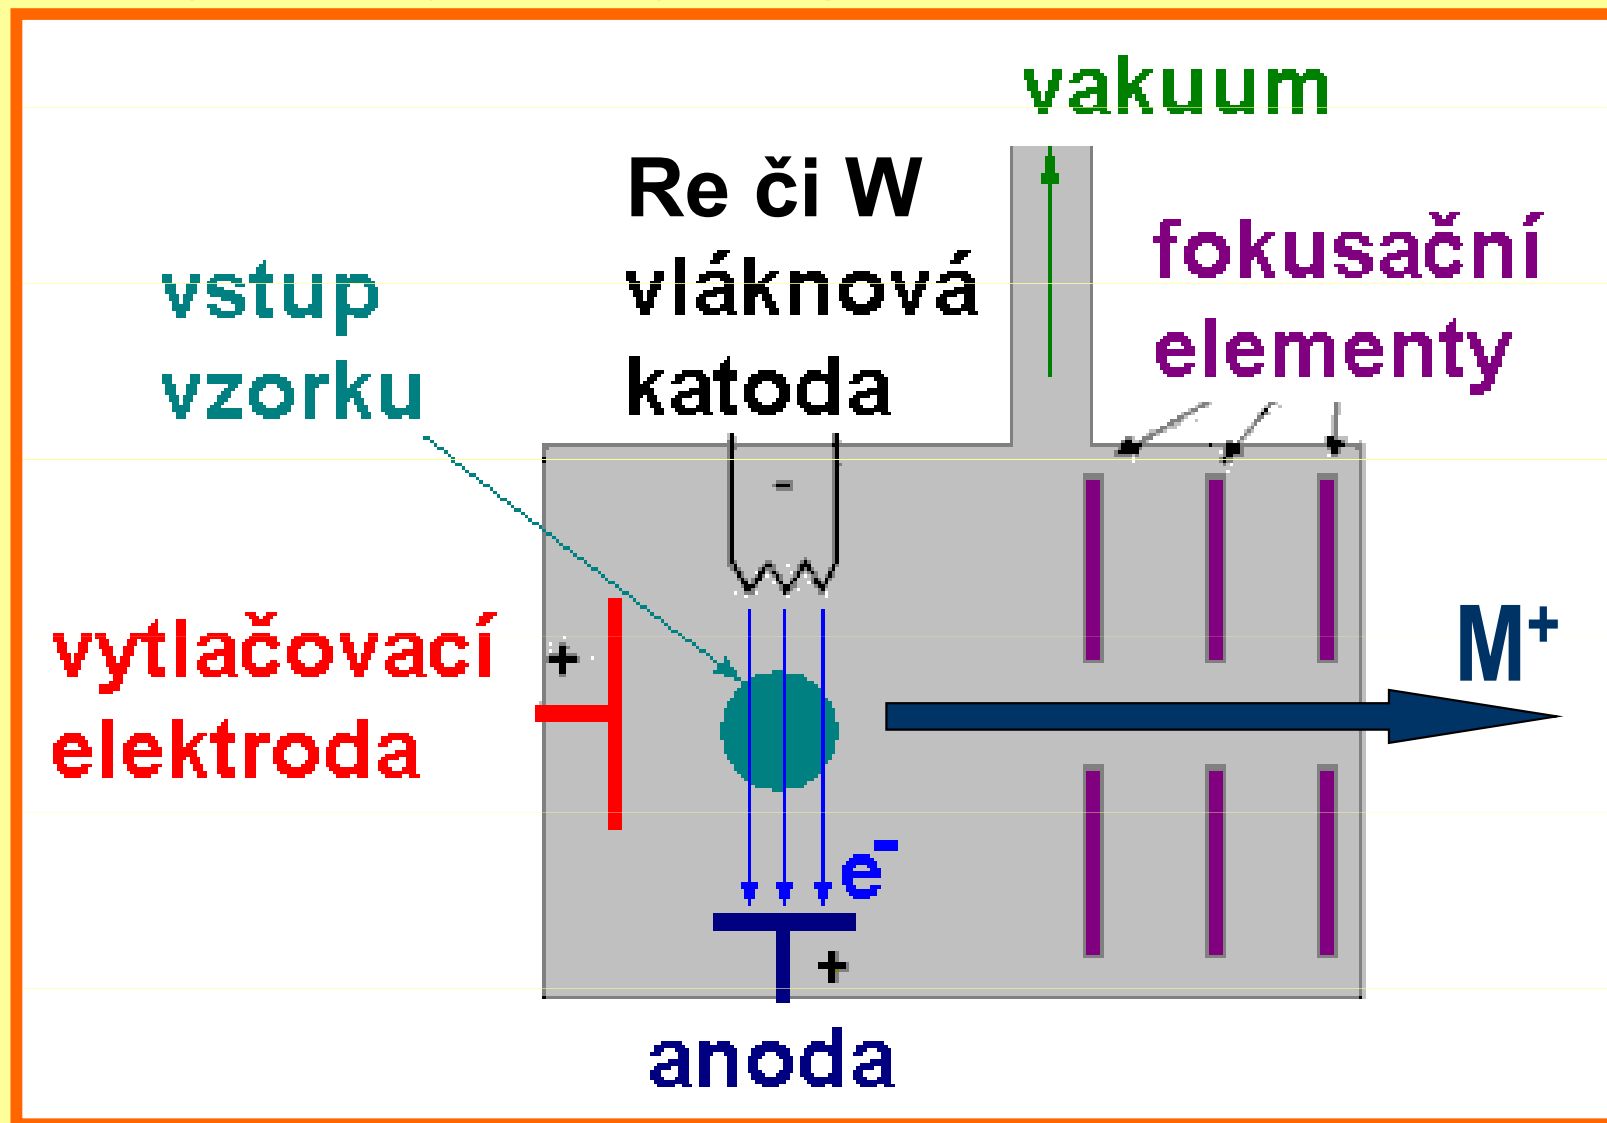 vakuum
Re či W
vláknová
katoda
fokusační
elementy
vstup
vzorku
-
vytlačovací
elektroda
+
M⁺
e⁻
+
anoda